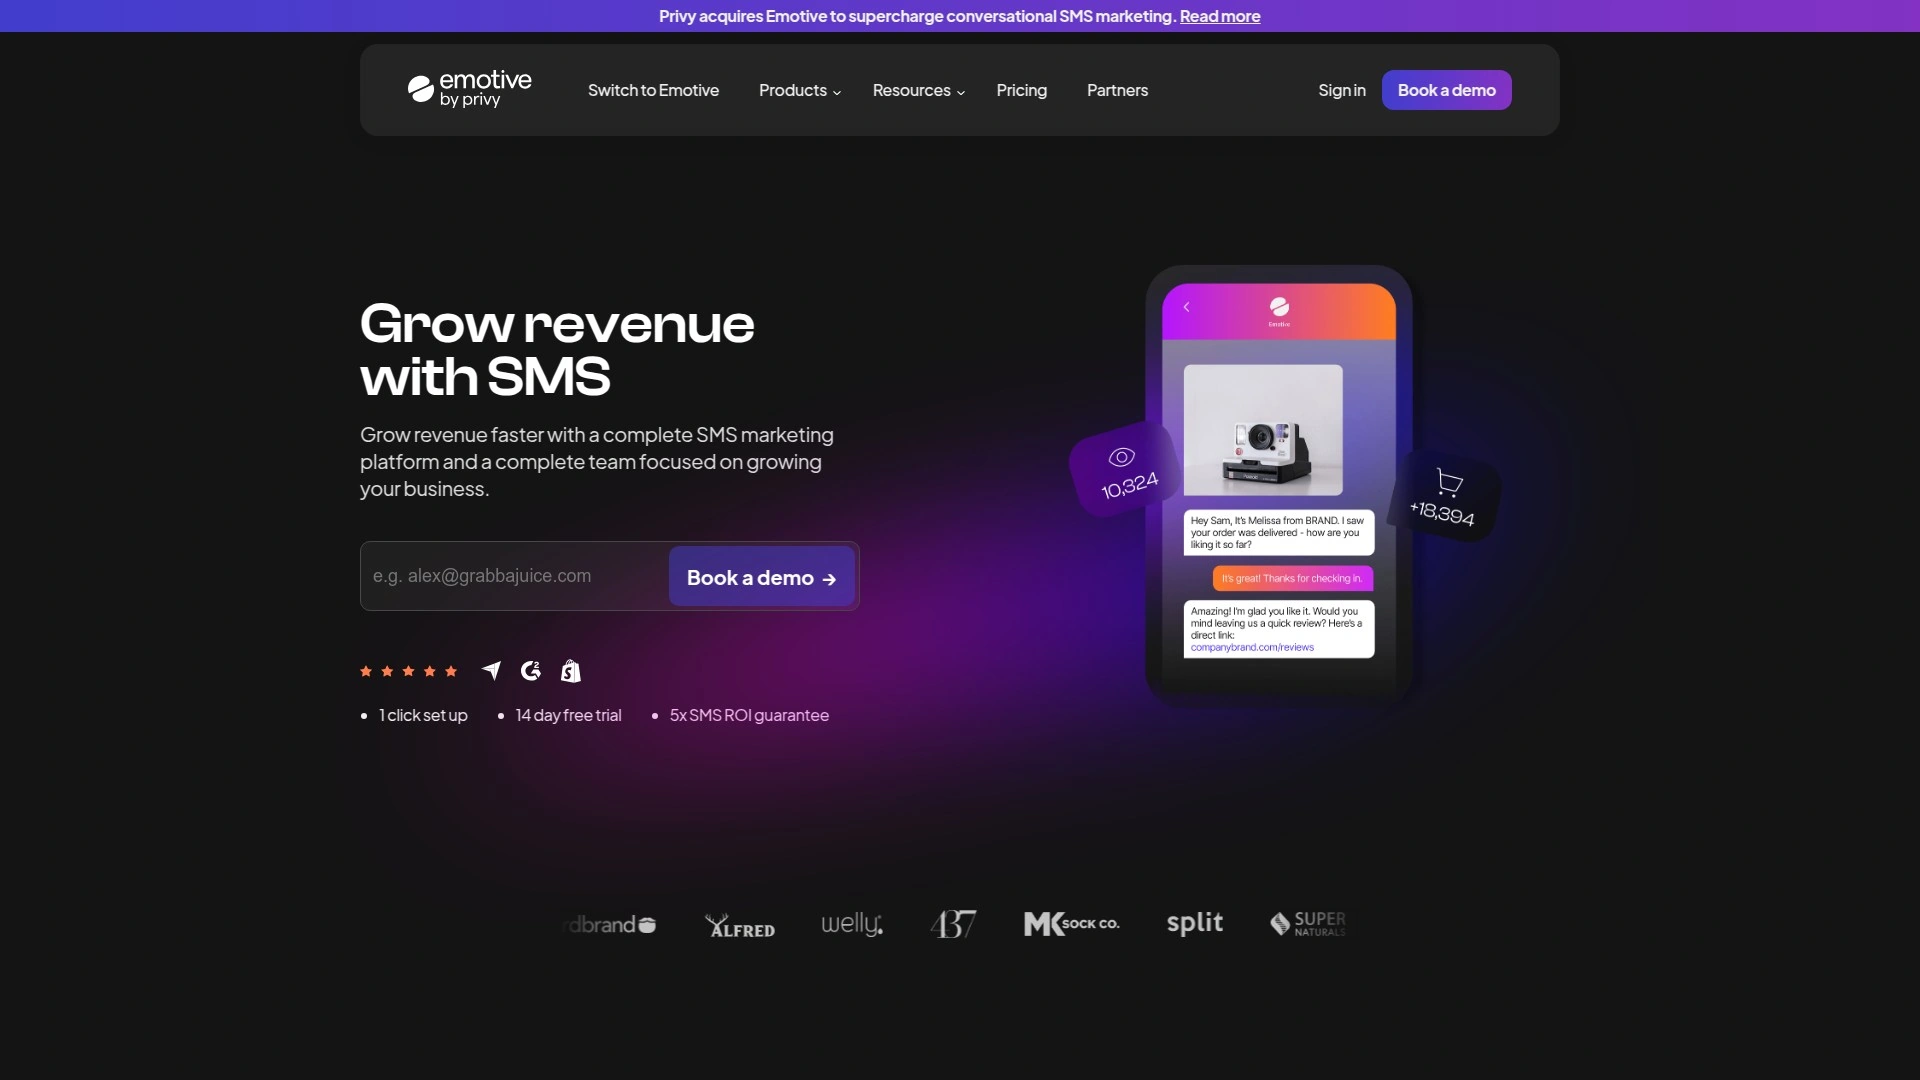 Privy acquires Emotive to supercharge conversational SMS marketing. Read more
emotive
by privy
Switch to Emotive
Products
Resources
Pricing
Partners
Sign in
Book a demo
Grow revenue
with SMS
Grow revenue faster with a complete SMS marketing
platform and a complete team focused on growing
your business.
e.g. alex@grabbajuice.com
Book a demo →
1 click set up
14 day free trial
5x SMS ROI guarantee
Emotive
10,324
+18,394
Hey Sam, It's Melissa from BRAND. I saw
your order was delivered - how are you
liking it so far?
It's great! Thanks for checking in.
Amazing! I'm glad you like it. Would you
mind leaving us a quick review? Here's a
direct link:
companybrand.com/reviews
rdbrand
ALFRED
welly
437
MK SOCK CO.
split
SUPER
NATURALS